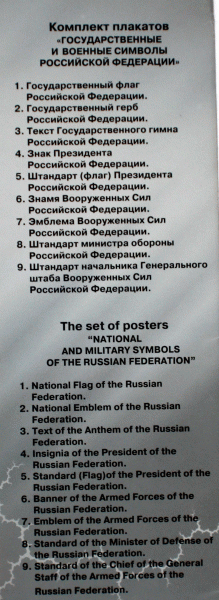 Комплект плакатов
«ГОСУДАРСТВЕННЫЕ
И ВОЕННЫЕ СИМВОЛЫ
РОССИЙСКОЙ ФЕДЕРАЦИИ»
1. Государственный флаг
Российской Федерации.
2. Государственный герб
Российской Федерации.
3. Текст Государственного гимна
Российской Федерации.
4. Знак Президента
Российской Федерации.
5. Штандарт (флаг) Президента
Российской Федерации.
6. Знамя Вооруженных Сил
Российской Федерации.
7. Эмблема Вооруженных Сил
Российской Федерации.
8. Штандарт министра обороны
Российской Федерации.
9. Штандарт начальника Генерального
штаба Вооруженных Сил
Российской Федерации.
The set of posters
“NATIONAL
AND MILITARY SYMBOLS
OF THE RUSSIAN FEDERATION”
1. National Flag of the Russian
Federation.
2. National Emblem of the Russian
Federation.
3. Text of the Anthem of the Russian
Federation.
4. Insignia of the President of the
Russian Federation.
5. Standard (Flag)of the President of the
Russian Federation.
6. Banner of the Armed Forces of the
Russian Federation.
7. Emblem of the Armed Forces of the
Russian Federation.
8. Standard of the Minister of Defense of
the Russian Federation.
9. Standard of the Chief of the General
Staff of the Armed Forces of the
Russian Federation.